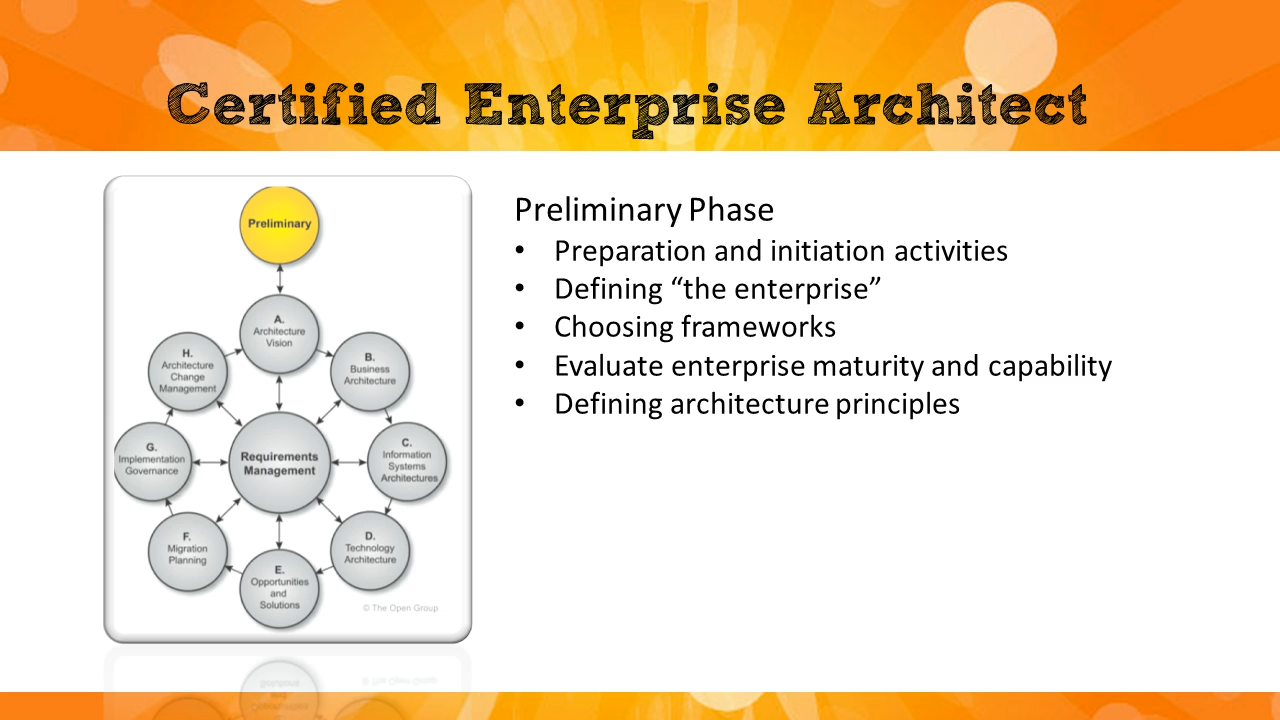 Certified Enterprise Architect
Preliminary
A.
Architecture
Vision
H.
Architecture
Change
Management
B.
Business
Architecture
G.
Implementation
Governance
Requirements
Management
C.
Information
Systems
Architectures
F.
Migration
Planning
D.
Technology
Architecture
E.
Opportunities
and
Solutions
© The Open Group
Preliminary Phase
• Preparation and initiation activities
• Defining “the enterprise”
• Choosing frameworks
• Evaluate enterprise maturity and capability
• Defining architecture principles